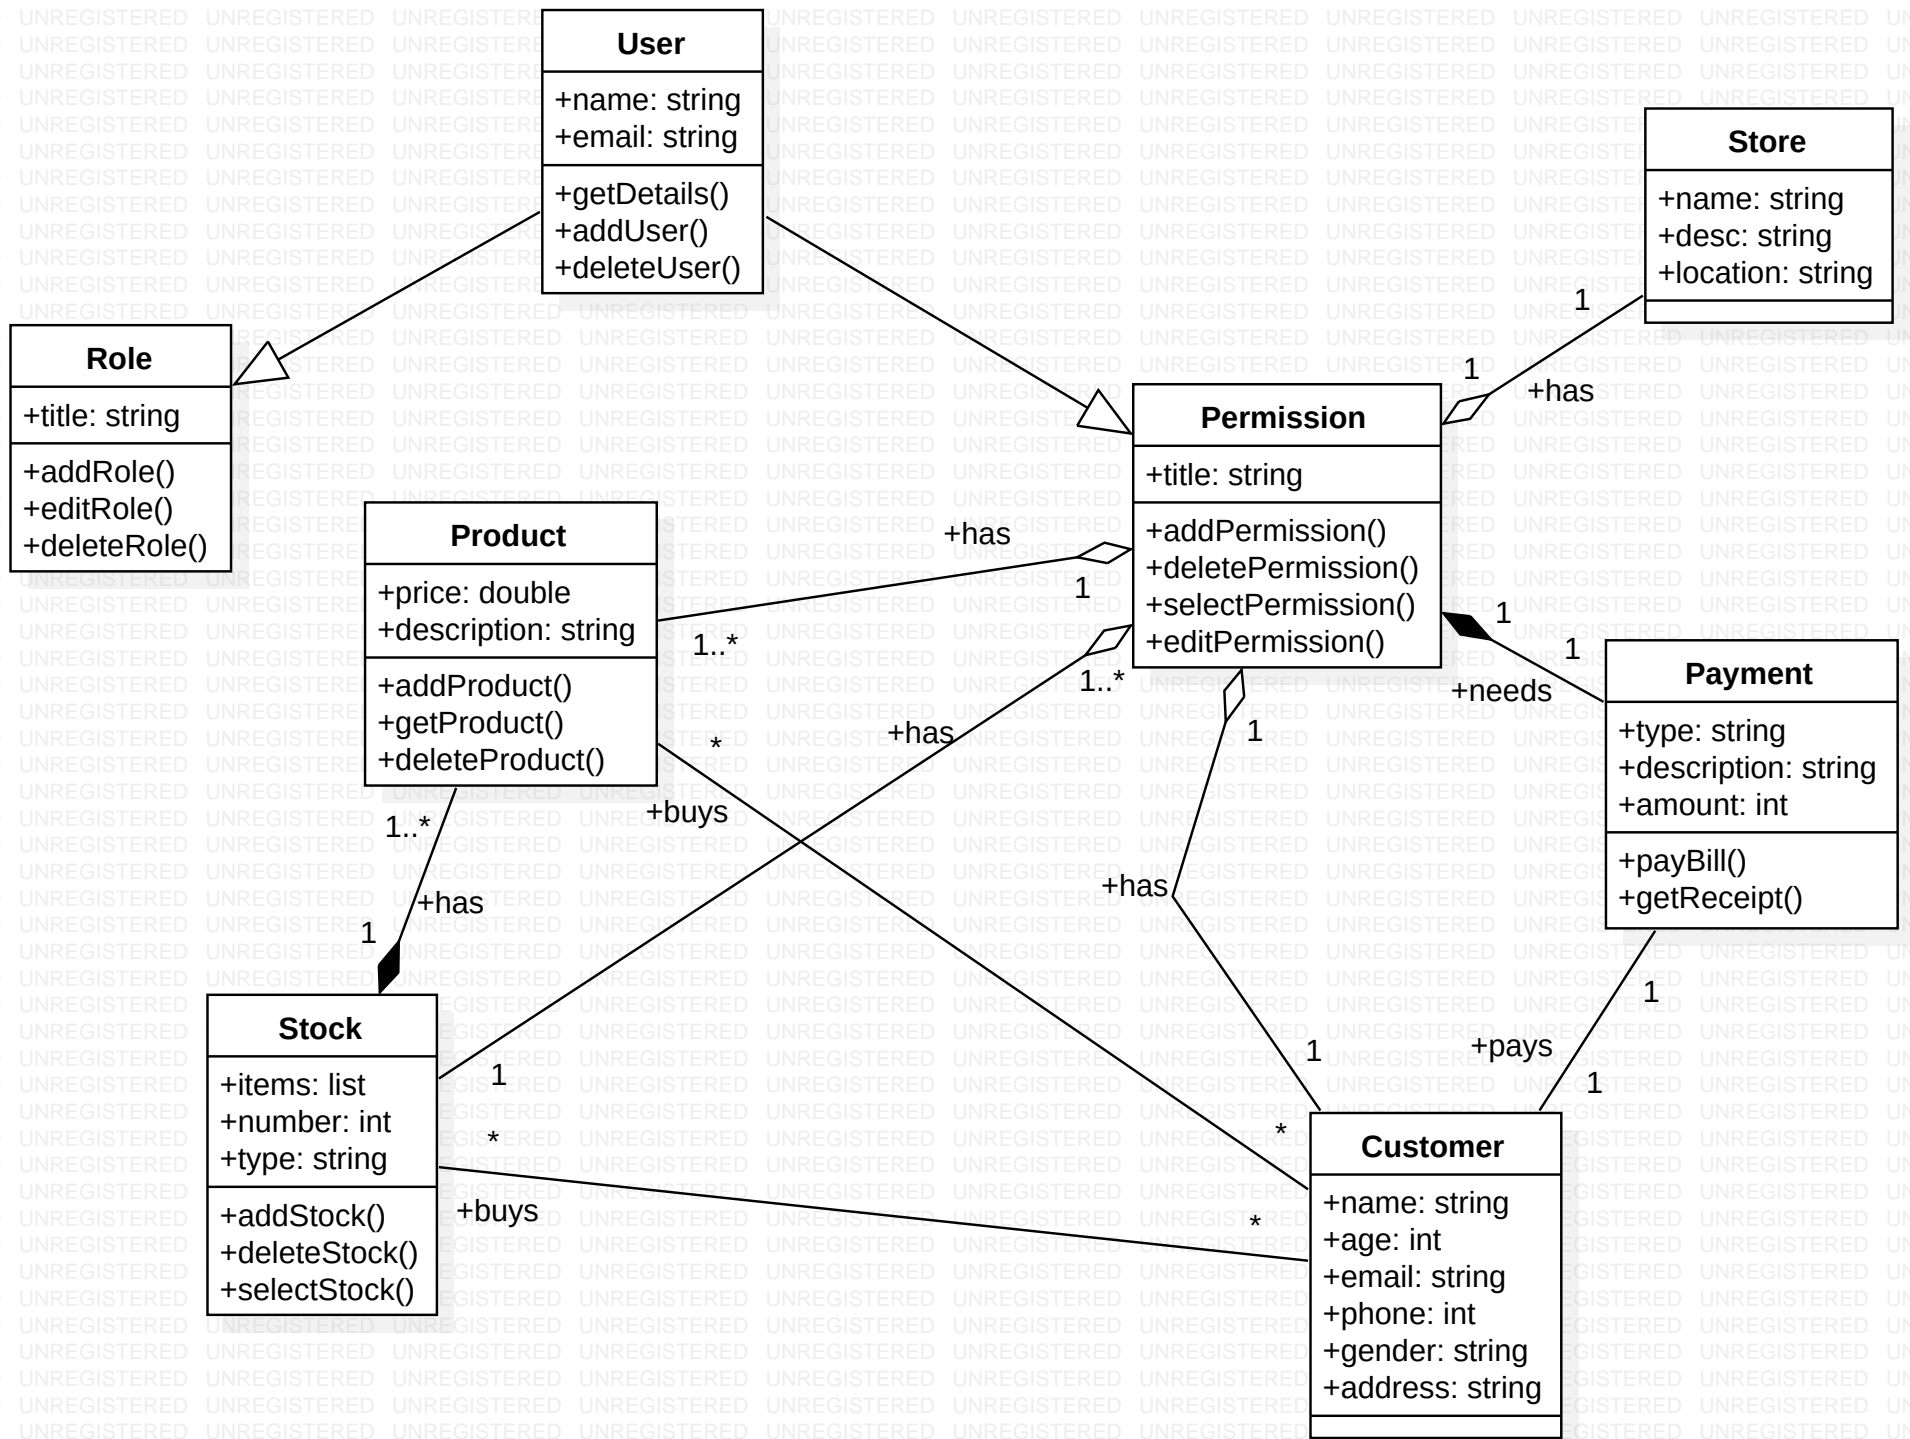 User
+name: string
+email: string
+getDetails()
+addUser()
+deleteUser()
Store
+name: string
+desc: string
+location: string
1
1
+has
Role
+title: string
+addRole()
+editRole()
+deleteRole()
Permission
+title: string
+addPermission()
+deletePermission()
+selectPermission()
+editPermission()
Product
+price: double
+description: string
+addProduct()
+getProduct()
+deleteProduct()
+has
1
1..*
1..*
+has
1
*
+buys
1
1
+needs
Payment
+type: string
+description: string
+amount: int
+payBill()
+getReceipt()
1..*
+has
1
1
+has
1
1
+pays
1
Stock
+items: list
+number: int
+type: string
+addStock()
+deleteStock()
+selectStock()
*
+buys
*
*
Customer
+name: string
+age: int
+email: string
+phone: int
+gender: string
+address: string
UNREGISTERED